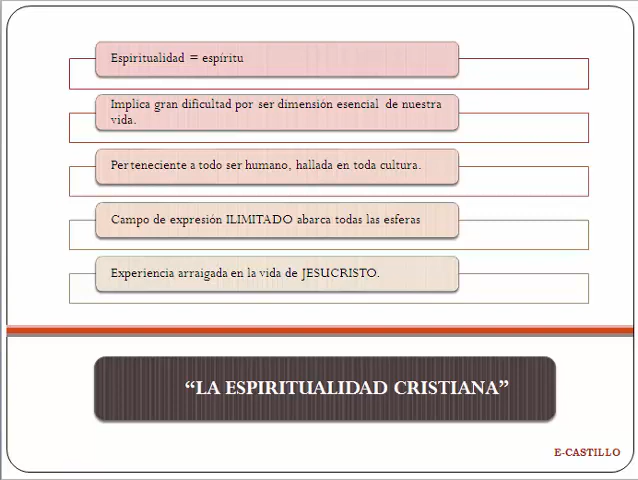 Espiritualidad = espíritu
Implica gran dificultad por ser dimensión esencial de nuestra
vida.
Perteneciente a todo ser humano, hallada en toda cultura.
Campo de expresión ILIMITADO abarca todas las esferas
Experiencia arraigada en la vida de JESUCRISTO.
“LA ESPIRITUALIDAD CRISTIANA”
E-CASTILLO